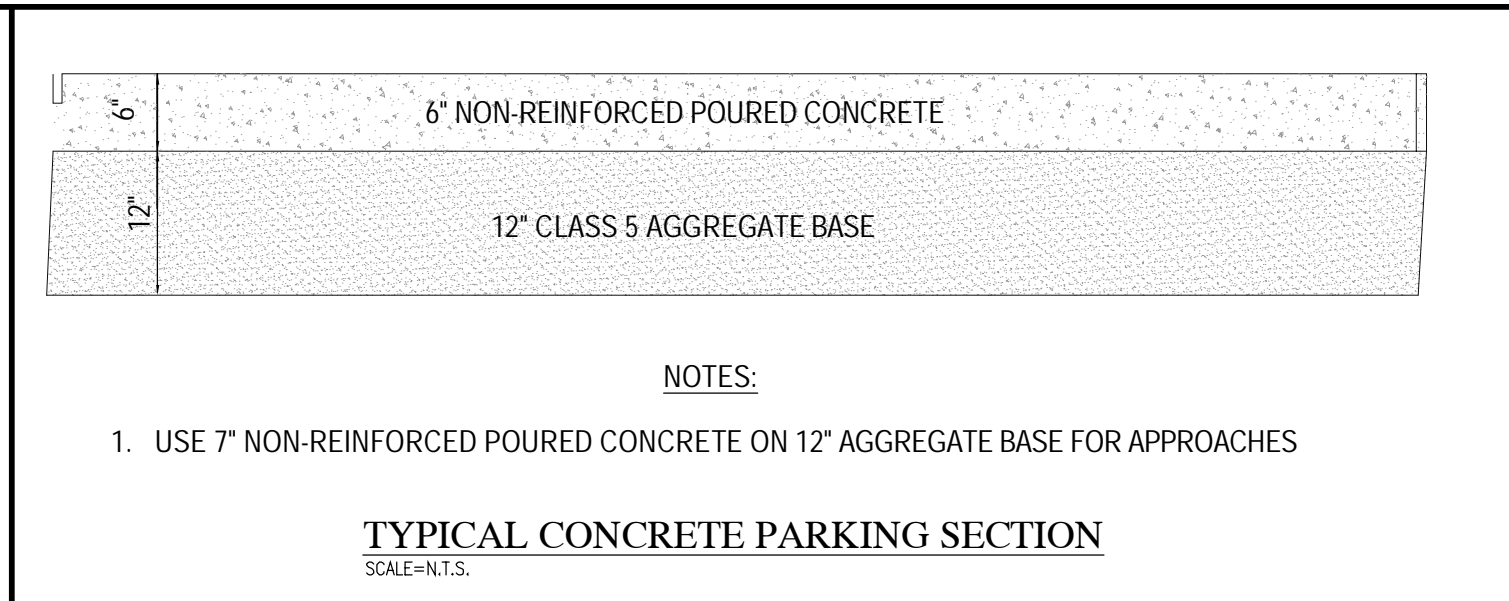 6"
6" NON-REINFORCED POURED CONCRETE
12"
12" CLASS 5 AGGREGATE BASE
NOTES:
1. USE 7" NON-REINFORCED POURED CONCRETE ON 12" AGGREGATE BASE FOR APPROACHES
TYPICAL CONCRETE PARKING SECTION
SCALE=N.T.S.